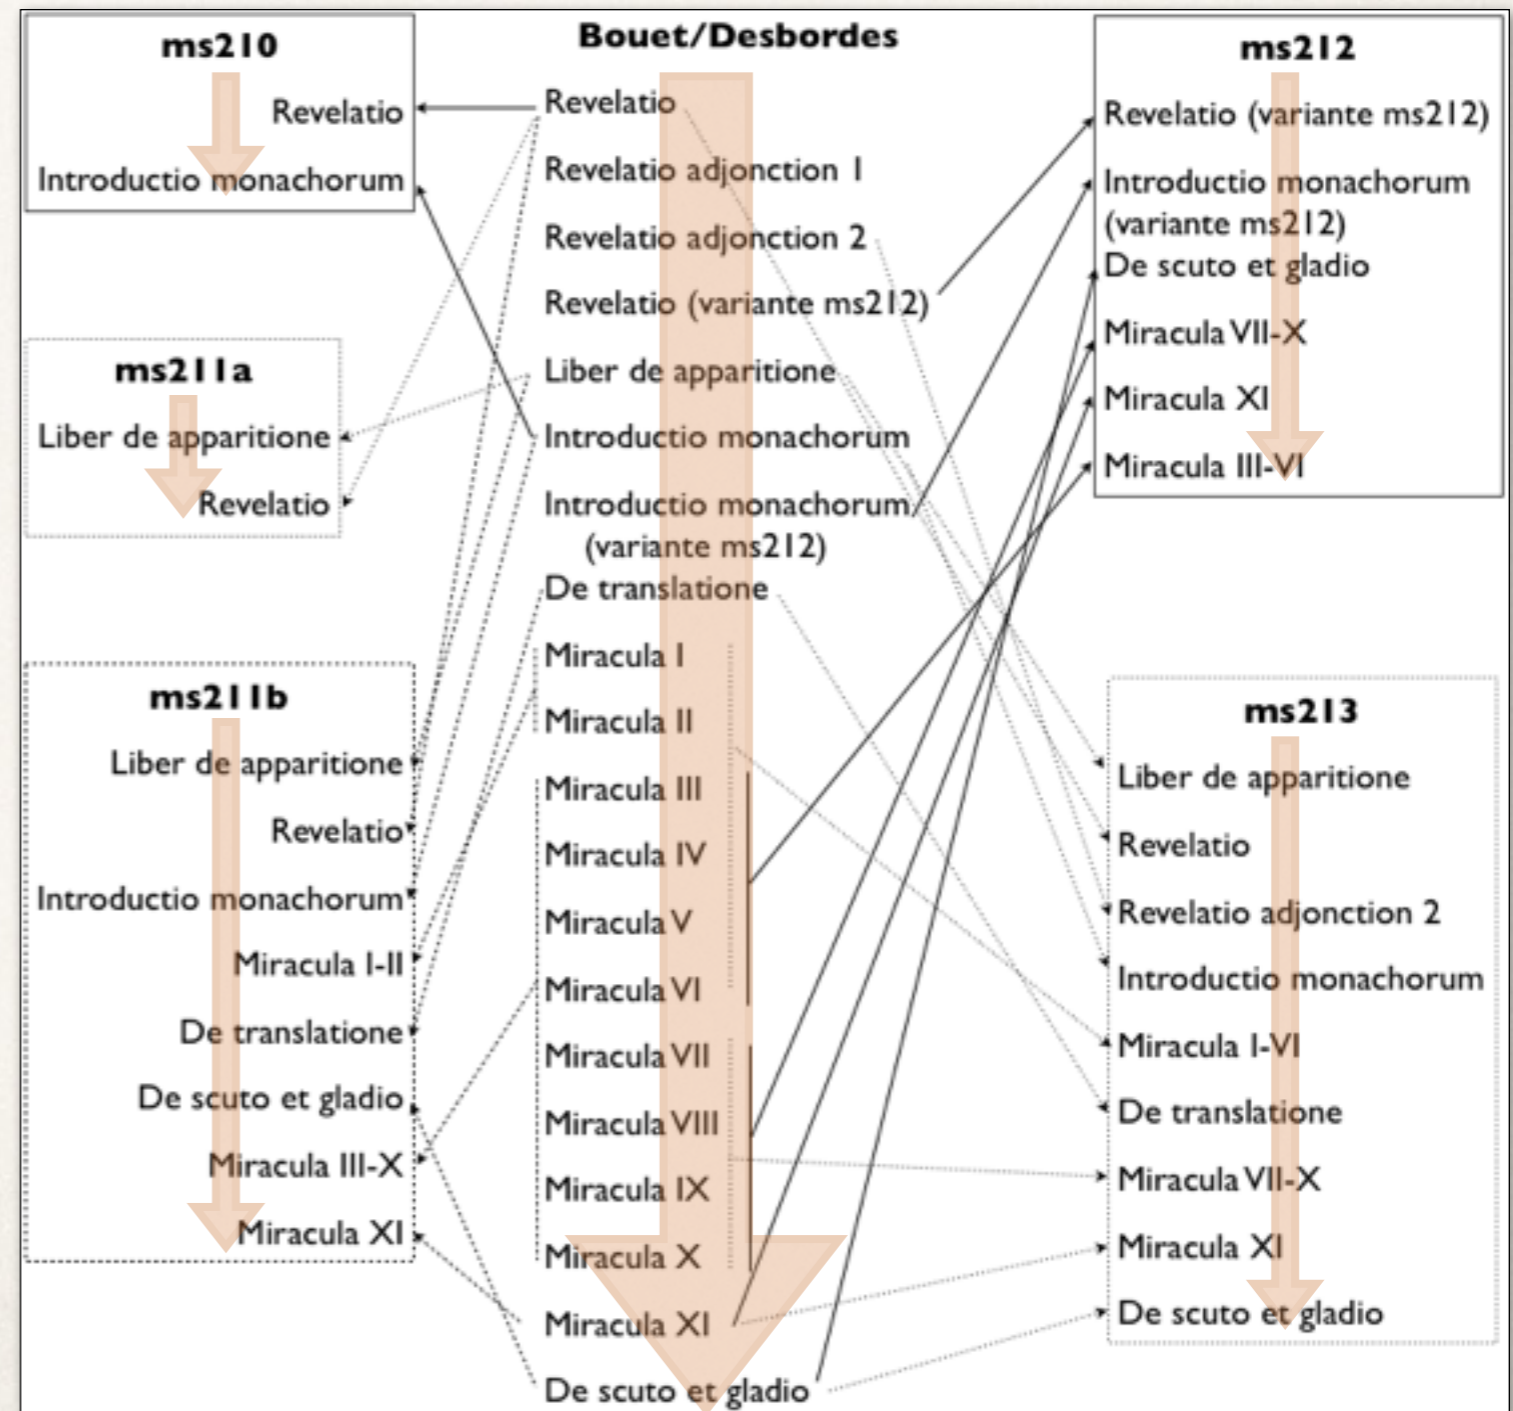 ms210
Revelatio
Introductio monachorum
ms211a
Liber de apparitione
Revelatio
ms211b
Liber de apparitione
Revelatio
Introductio monachorum
Miracula I-II
De translatione
De scuto et gladio
Miracula III-X
Miracula XI
Bouet/Desbordes
Revelatio
Revelatio adjonction 1
Revelatio adjonction 2
Revelatio (variante ms212)
Liber de apparitione
Introductio monachorum
Introductio monachorum
(variante ms212)
De translatione
Miracula I
Miracula II
Miracula III
Miracula IV
Miracula V
Miracula VI
Miracula VII
Miracula VIII
Miracula IX
Miracula X
Miracula XI
De scuto et gladio
ms212
Revelatio (variante ms212)
Introductio monachorum
(variante ms212)
De scuto et gladio
Miracula VII-X
Miracula XI
Miracula III-VI
ms213
Liber de apparitione
Revelatio
Revelatio adjonction 2
Introductio monachorum
Miracula I-VI
De translatione
Miracula VII-X
Miracula XI
De scuto et gladio